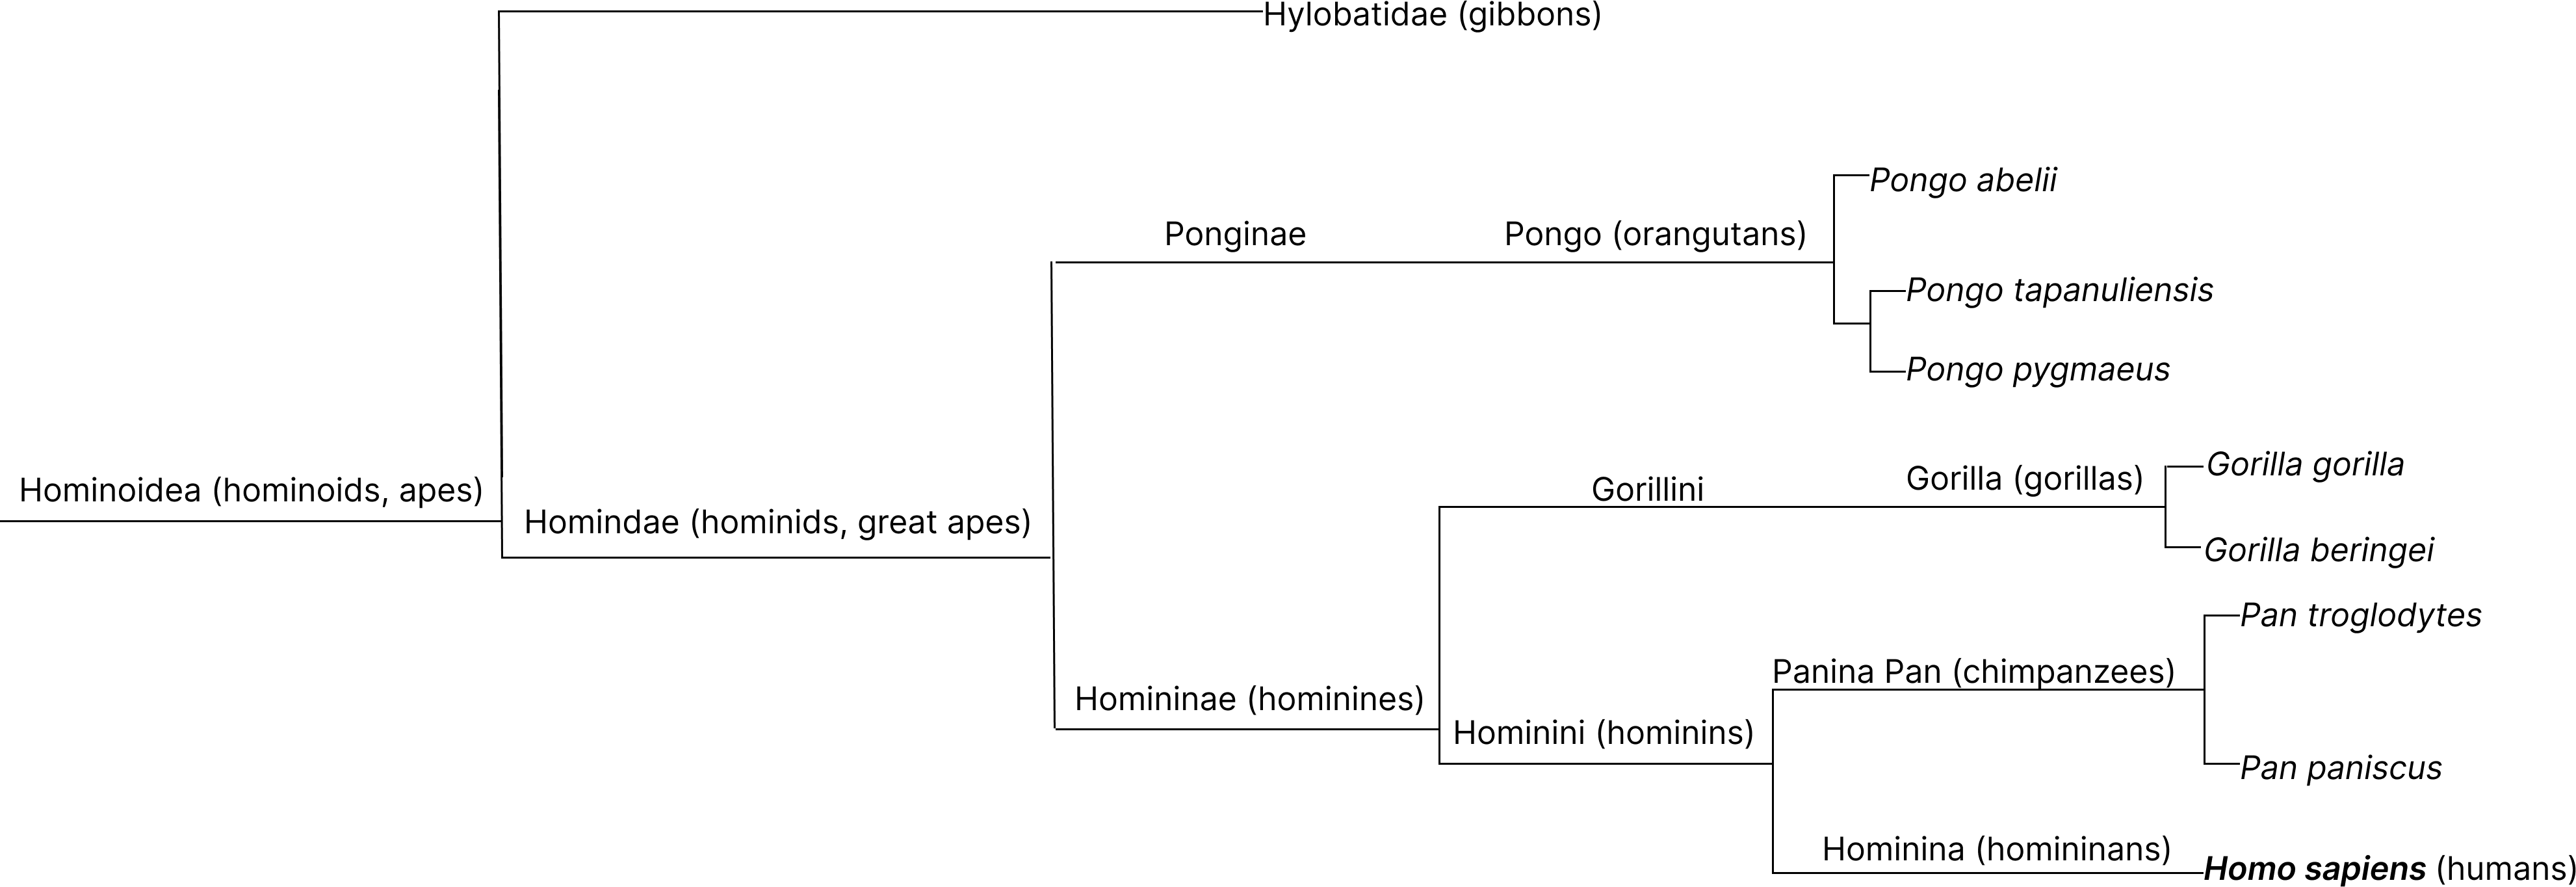 Hylobatidae (gibbons)
Pongo abelii
Ponginae
Pongo (orangutans)
Pongo tapanuliensis
Pongo pygmaeus
Gorilla gorilla
Hominoidea (hominoids, apes)
Gorillini
Gorilla (gorillas)
Homindae (hominids, great apes)
Gorilla beringei
Pan troglodytes
Homininae (hominines)
Panina Pan (chimpanzees)
Hominini (hominins)
Pan paniscus
Hominina (homininans)
Homo sapiens (humans)